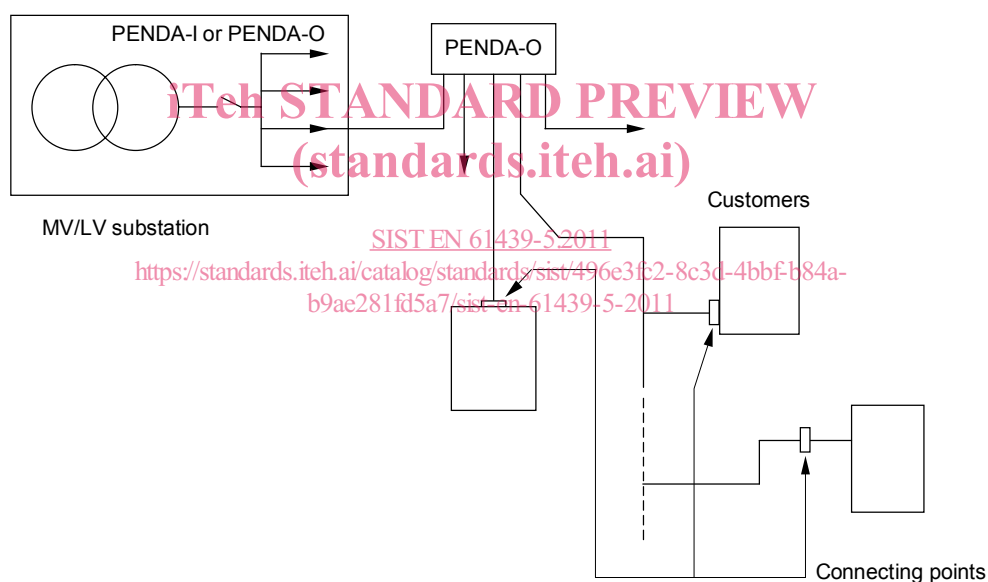 PENDA-I or PENDA-O
PENDA-O
iTeh STANDARD PREVIEW
(standards.iteh.ai)
Customers
MV/LV substation
SIST EN 61439-5:2011
https://standards.iteh.ai/catalog/standards/sist/496e3fc2-8c3d-4bbf-b84a-
b9ae281fd5a7/sist-en-61439-5-2011
Connecting points